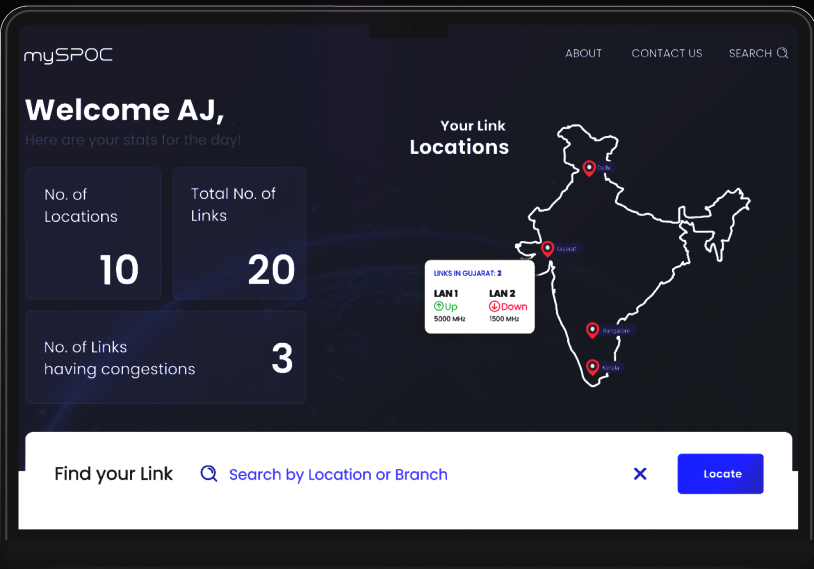 mySPOC
ABOUT
CONTACT US
SEARCH
Welcome AJ,
Here are your stats for the day!
No. of
Locations
10
Total No. of
Links
20
No. of Links
having congestions
3
Your Link
Locations
Delhi
Gujarat
LINKS IN GUJARAT: 2
LAN 1
Up
5000 MHz
LAN 2
Down
1500 MHz
Bangalore
Kerala
Find your Link
Search by Location or Branch
Locate